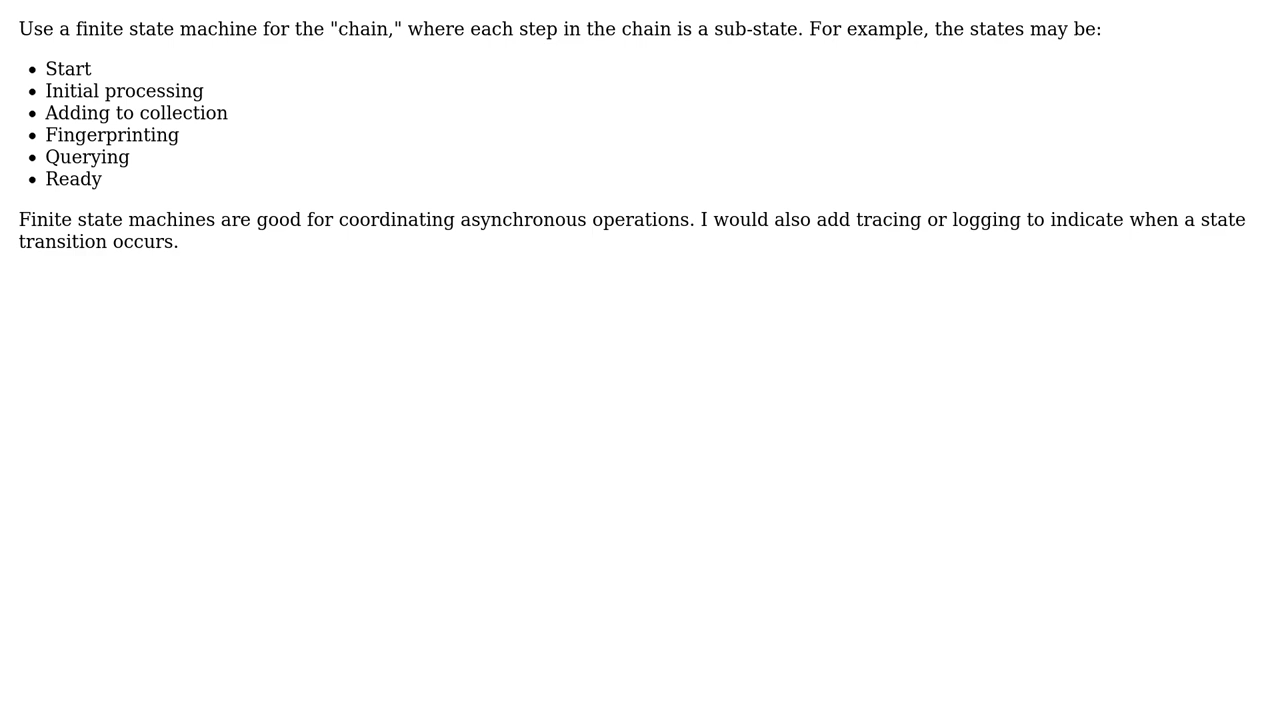 Use a finite state machine for the "chain," where each step in the chain is a sub-state. For example, the states may be:
• Start
• Initial processing
• Adding to collection
• Fingerprinting
• Querying
• Ready
Finite state machines are good for coordinating asynchronous operations. I would also add tracing or logging to indicate when a state
transition occurs.